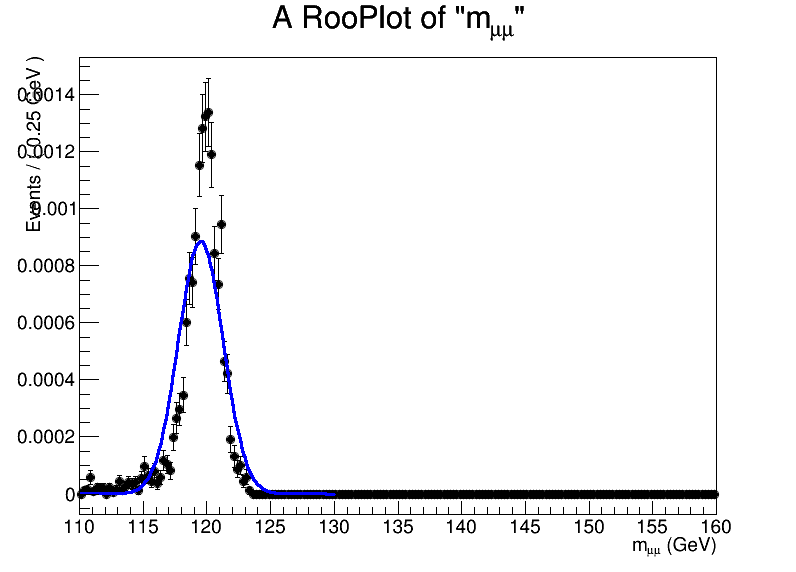 A RooPlot of "mμμ"
Events / ( 0.25 GeV )
0.0014
0.0012
0.001
0.0008
0.0006
0.0004
0.0002
0
110 115 120 125 130 135 140 145 150 155 160
mμμ (GeV)